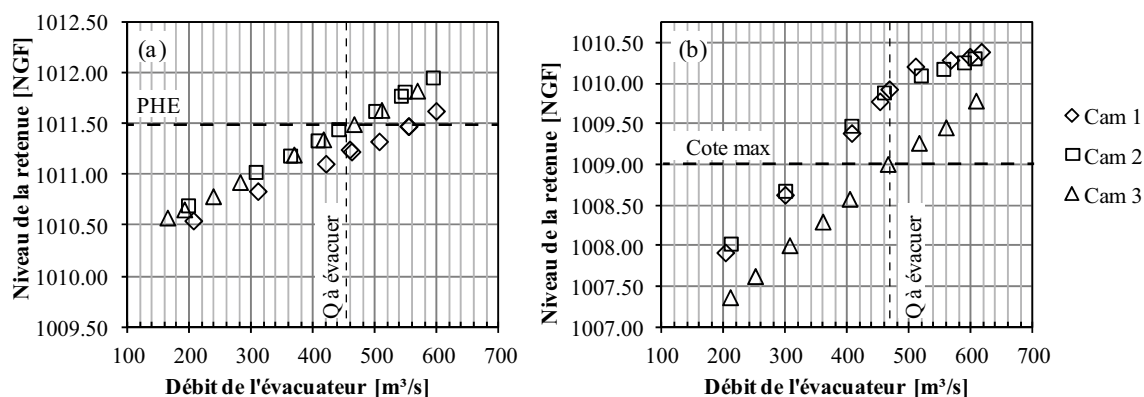 (a)
PHE
Q à évacuer
Niveau de la retenue [NGF]
1012.50
1012.00
1011.50
1011.00
1010.50
1010.00
1009.50
100 200 300 400 500 600 700
Débit de l'évacuateur [m³/s]
(b)
Cote max
Q à évacuer
Niveau de la retenue [NGF]
1010.50
1010.00
1009.50
1009.00
1008.50
1008.00
1007.50
1007.00
100 200 300 400 500 600 700
Débit de l'évacuateur [m³/s]
Cam 1
Cam 2
Cam 3